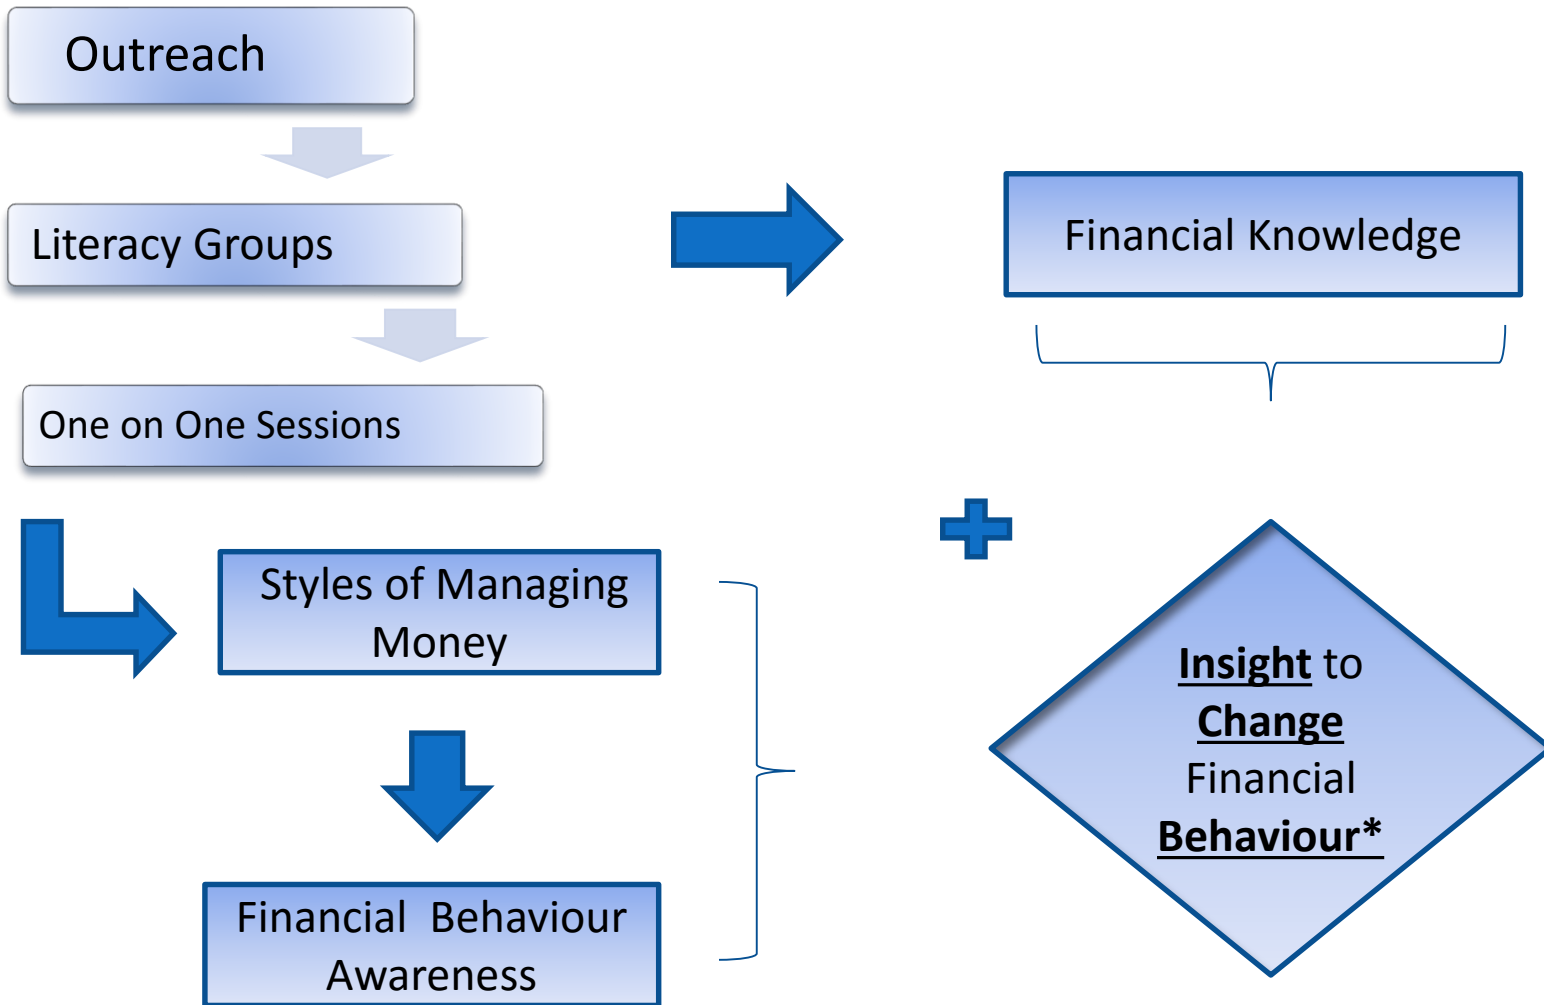 Outreach
Literacy Groups
Financial Knowledge
One on One Sessions
Styles of Managing
Money
Financial Behaviour
Awareness
Insight to
Change
Financial
Behaviour*